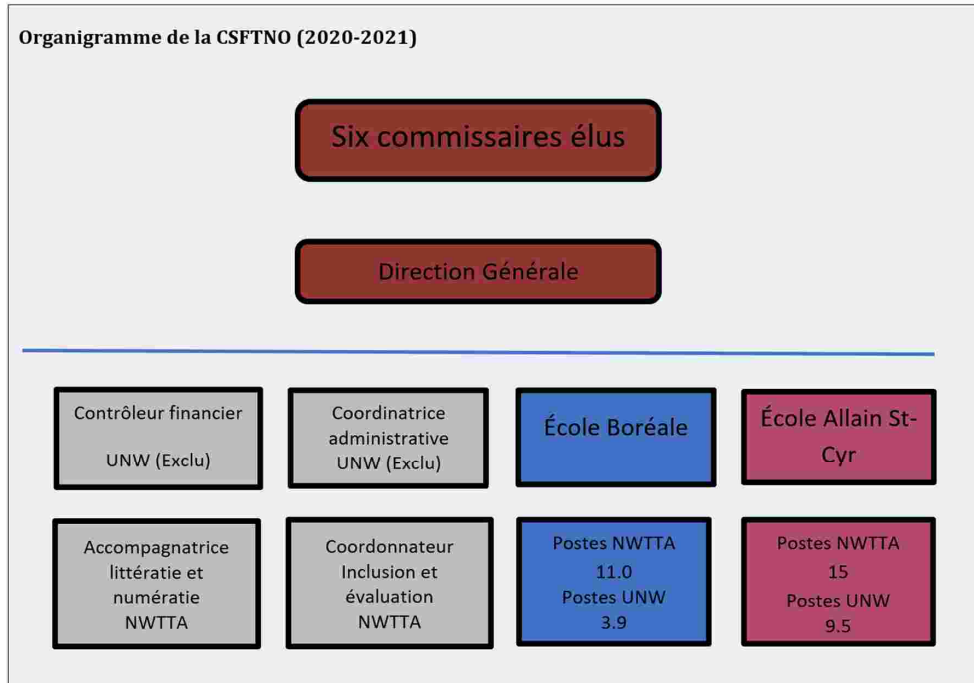 Organigramme de la CSFTNO (2020-2021)
Six commissaires élus
Direction Générale
Contrôleur financier
UNW (Exclu)
Coordinatrice
administrative
UNW (Exclu)
École Boréale
École Allain St-
Cyr
Accompagnatrice
littératie et
numératie
NWTTA
Coordonnateur
Inclusion et
évaluation
NWTTA
Postes NWTTA
11.0
Postes UNW
3.9
Postes NWTTA
15
Postes UNW
9.5